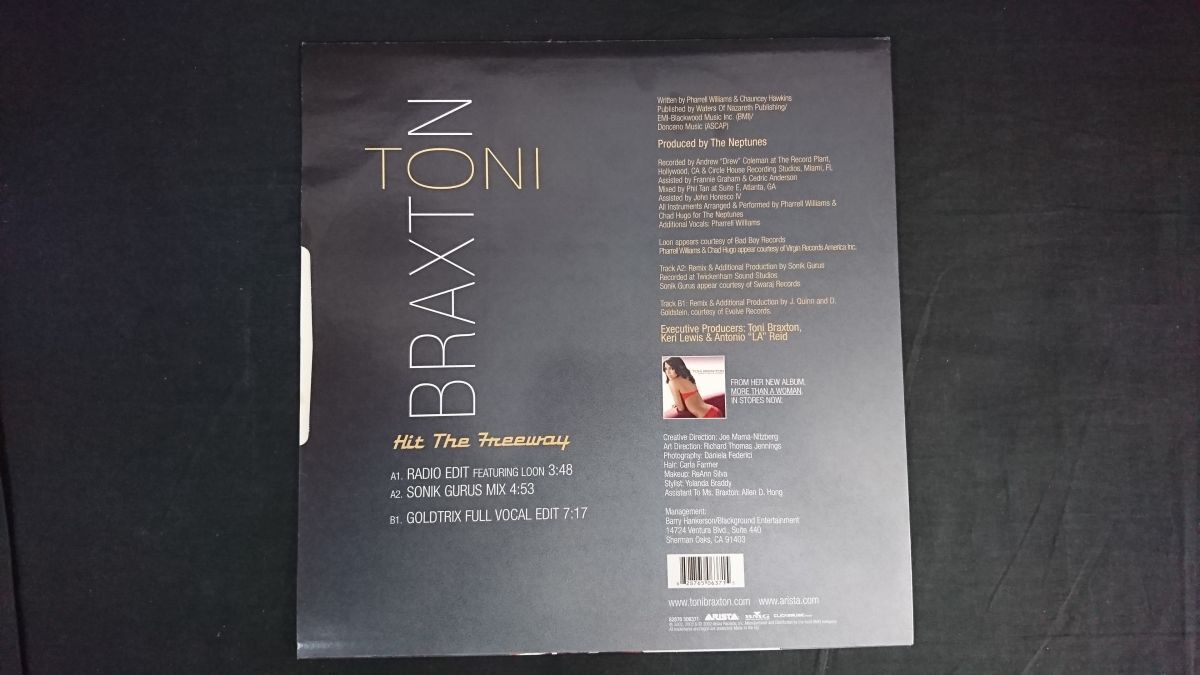 TONI
BRAXTON
Hit The Freeway
A1. RADIO EDIT FEATURING LOON 3:48
A2. SONIK GURUS MIX 4:53
B1. GOLDTRIX FULL VOCAL EDIT 7:17
Written by Pharrell Williams & Chauncey Hawkins
Published by Waters Of Nazareth Publishing/
EMI-Blackwood Music Inc. (BMI)/
Donceno Music (ASCAP)
Produced by The Neptunes
Recorded by Andrew "Drew" Coleman at The Record Plant,
Hollywood, CA & Circle House Recording Studios, Miami, FL
Assisted by Frannie Graham & Cedric Anderson
Mixed by Phil Tan at Suite E, Atlanta, GA
Assisted by John Horesco IV
All Instruments Arranged & Performed by Pharrell Williams &
Chad Hugo for The Neptunes
Additional Vocals: Pharrell Williams
Loon appears courtesy of Bad Boy Records
Pharrell Williams & Chad Hugo appear courtesy of Virgin Records America Inc.
Track A2: Remix & Additional Production by Sonik Gurus
Recorded at Twickenham Sound Studios
Sonik Gurus appear courtesy of Swaraj Records
Track B1: Remix & Additional Production by J. Quinn and D.
Goldstein, courtesy of Evolve Records.
Executive Producers: Toni Braxton,
Keri Lewis & Antonio "LA" Reid
FROM HER NEW ALBUM,
MORE THAN A WOMAN,
IN STORES NOW!
Creative Direction: Joe Mama-Nitzberg
Art Direction: Richard Thomas Jennings
Photography: Daniela Federici
Hair: Carla Farmer
Makeup: ReAnn Silva
Stylist: Yolanda Braddy
Assistant To Ms. Braxton: Allen D. Hong
Management:
Barry Hankerson/Blackground Entertainment
14724 Ventura Blvd., Suite 440
Sherman Oaks, CA 91403
www.tonibraxton.com www.arista.com
ARISTA BMG